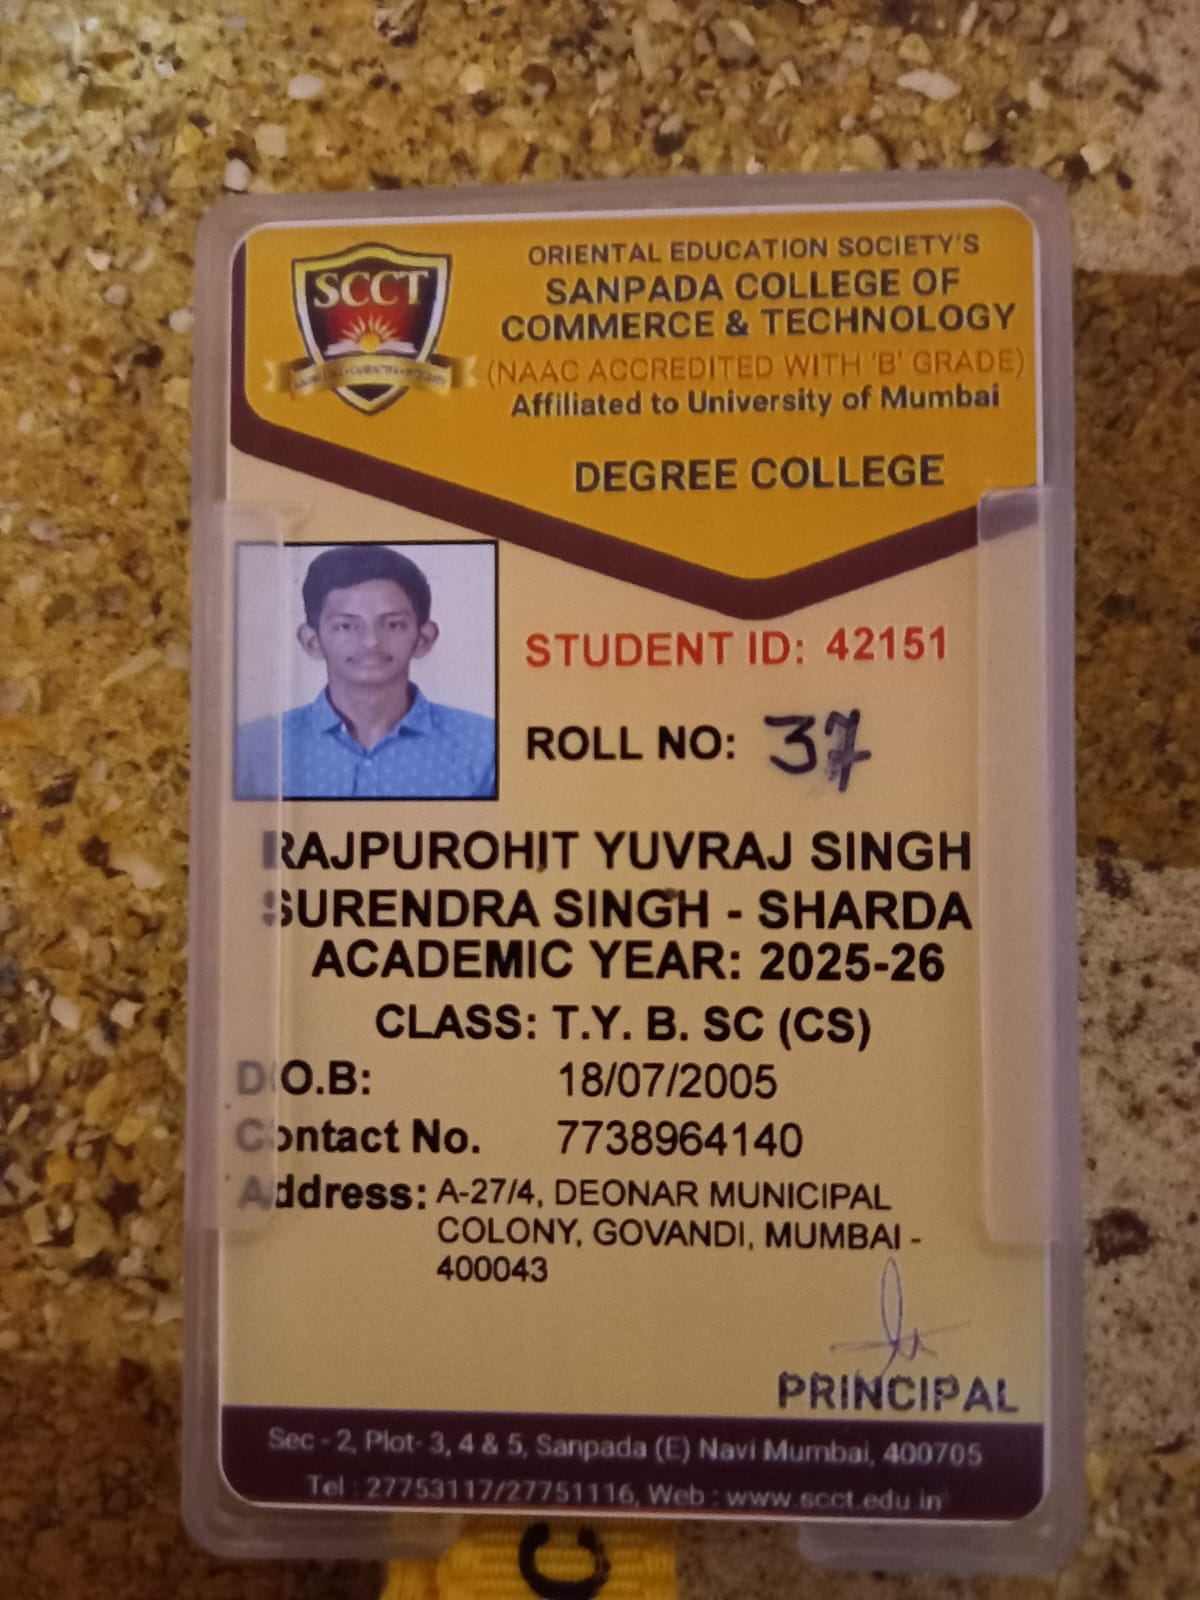 SCCT
ORIENTAL EDUCATION SOCIETY'S
SANPADA COLLEGE OF
COMMERCE & TECHNOLOGY
(NAAC ACCREDITED WITH 'B' GRADE)
Affiliated to University of Mumbai
DEGREE COLLEGE
STUDENT ID: 42151
ROLL NO: 37
RAJPUROHIT YUVRAJ SINGH
SURENDRA SINGH - SHARDA
ACADEMIC YEAR: 2025-26
CLASS: T.Y. B. SC (CS)
D.O.B: 18/07/2005
Contact No. 7738964140
Address: A-27/4, DEONAR MUNICIPAL
COLONY, GOVANDI, MUMBAI -
400043
PRINCIPAL
Sec - 2, Plot- 3, 4 & 5, Sanpada (E) Navi Mumbai, 400705
Tel : 27753117/27751116, Web : www.scct.edu.in
C